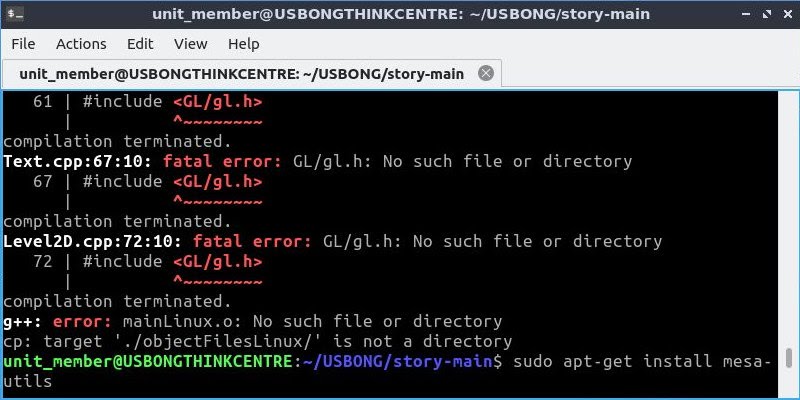 unit_member@USBONGTHINKCENTRE: ~/USBONG/story-main
File Actions Edit View Help
unit_member@USBONGTHINKCENTRE: ~/USBONG/story-main
61 | #include <GL/gl.h>
| ^~~~~~~~~
compilation terminated.
Text.cpp:67:10: fatal error: GL/gl.h: No such file or directory
67 | #include <GL/gl.h>
| ^~~~~~~~~
compilation terminated.
Level2D.cpp:72:10: fatal error: GL/gl.h: No such file or directory
72 | #include <GL/gl.h>
| ^~~~~~~~~
compilation terminated.
g++: error: mainLinux.o: No such file or directory
cp: target './objectFilesLinux/' is not a directory
unit_member@USBONGTHINKCENTRE:~/USBONG/story-main$ sudo apt-get install mesa-
utils